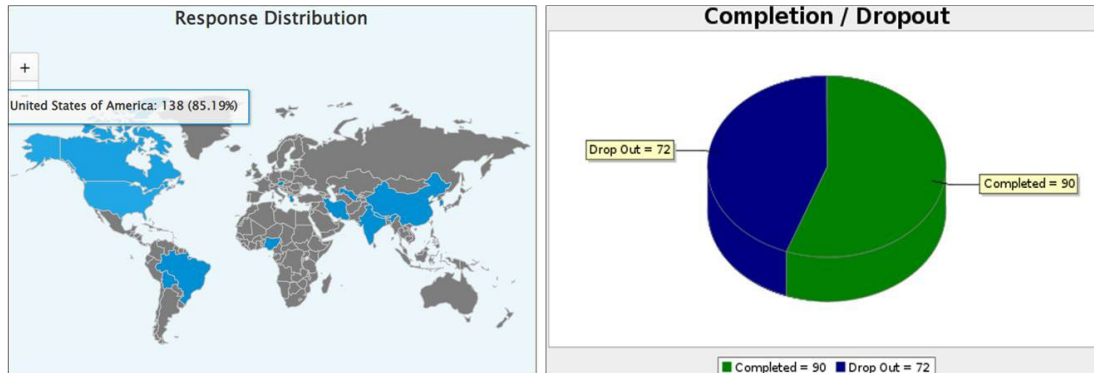 Response Distribution
+
United States of America: 138 (85.19%)
Completion / Dropout
Drop Out = 72
Completed = 90
Completed = 90 Drop Out = 72